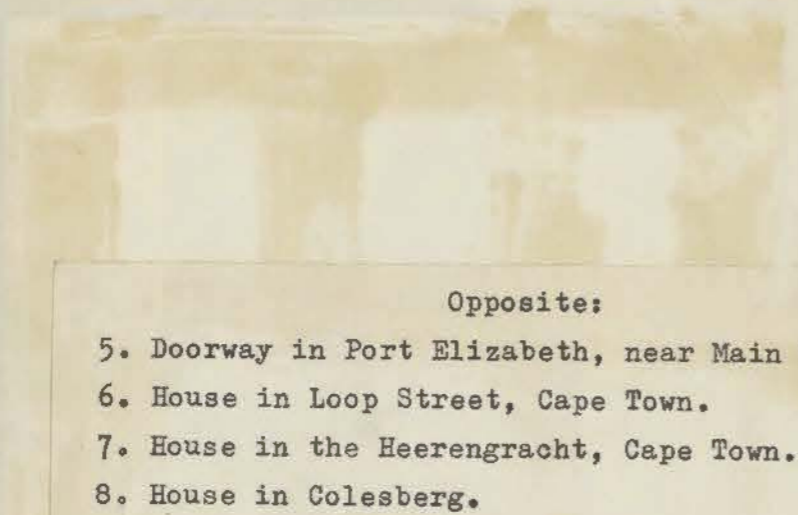 Opposite:
5. Doorway in Port Elizabeth, near Main
6. House in Loop Street, Cape Town.
7. House in the Heerengracht, Cape Town.
8. House in Colesberg.